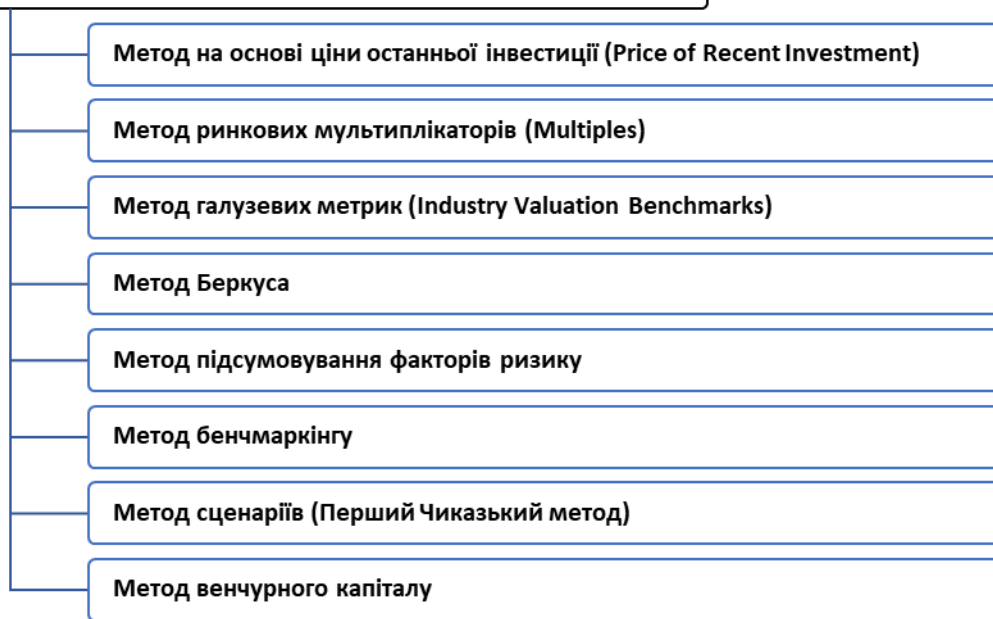 Метод на основі ціни останньої інвестиції (Price of Recent Investment)
Метод ринкових мультиплікаторів (Multiples)
Метод галузевих метрик (Industry Valuation Benchmarks)
Метод Беркуса
Метод підсумовування факторів ризику
Метод бенчмаркінгу
Метод сценаріїв (Перший Чиказький метод)
Метод венчурного капіталу